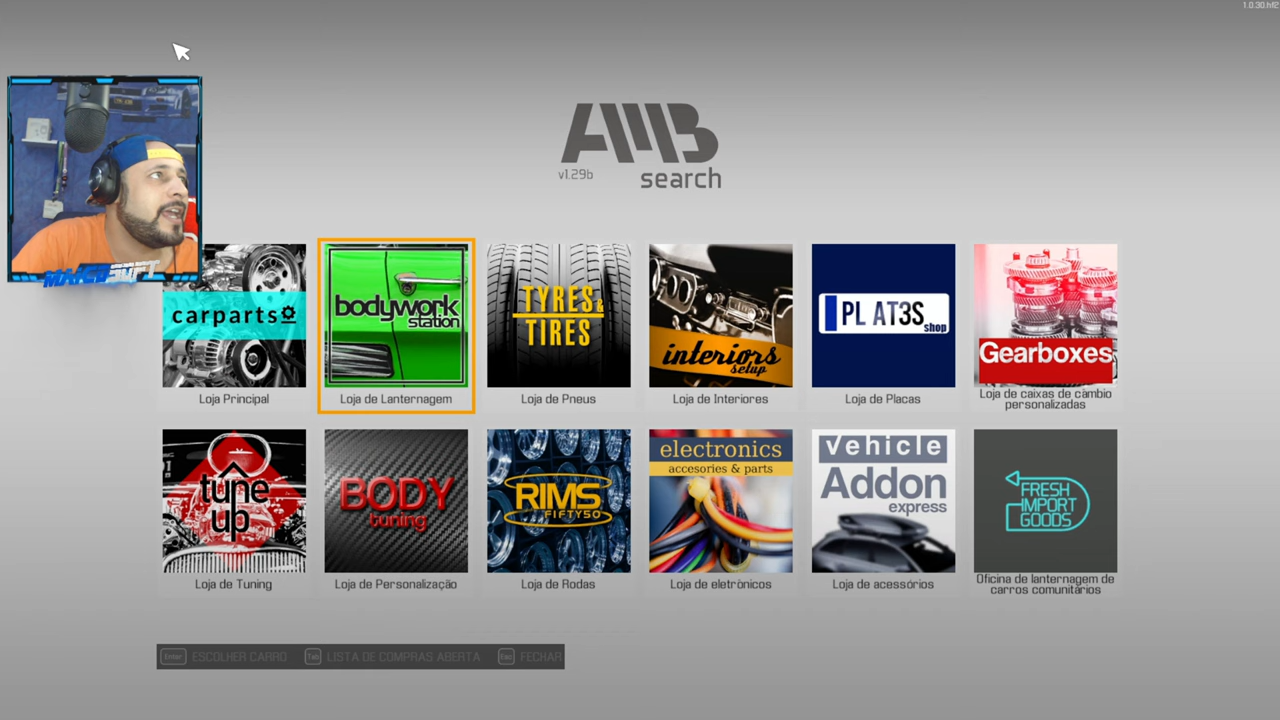 1.0.30.hf2
AMB
v1.29b
search
carparts
Loja Principal
bodywork
station
Loja de Lanternagem
TYRES&
TIRES
Loja de Pneus
interiors
setup
Loja de Interiores
PL AT3S
shop
Loja de Placas
Gearboxes
Loja de caixas de câmbio
personalizadas
tune
up
Loja de Tuning
BODY
tuning
Loja de Personalização
RIMS
FIFTY50
Loja de Rodas
electronics
accesories & parts
Loja de eletrônicos
vehicle
Addon
express
Loja de acessórios
FRESH
IMPORT
GOODS
Oficina de lanternagem de
carros comunitários
Enter ESCOLHER CARRO Tab LISTA DE COMPRAS ABERTA Esc FECHAR